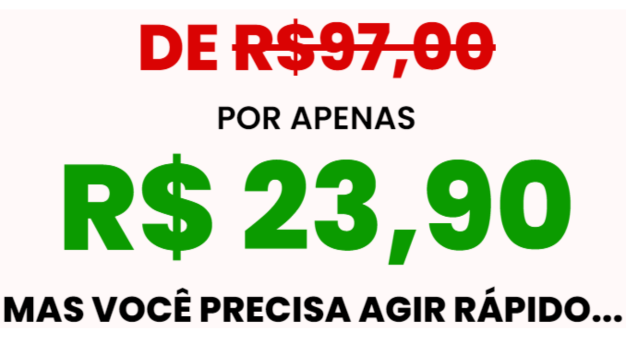 DE R$97,00
POR APENAS
R$ 23,90
MAS VOCÊ PRECISA AGIR RÁPIDO...